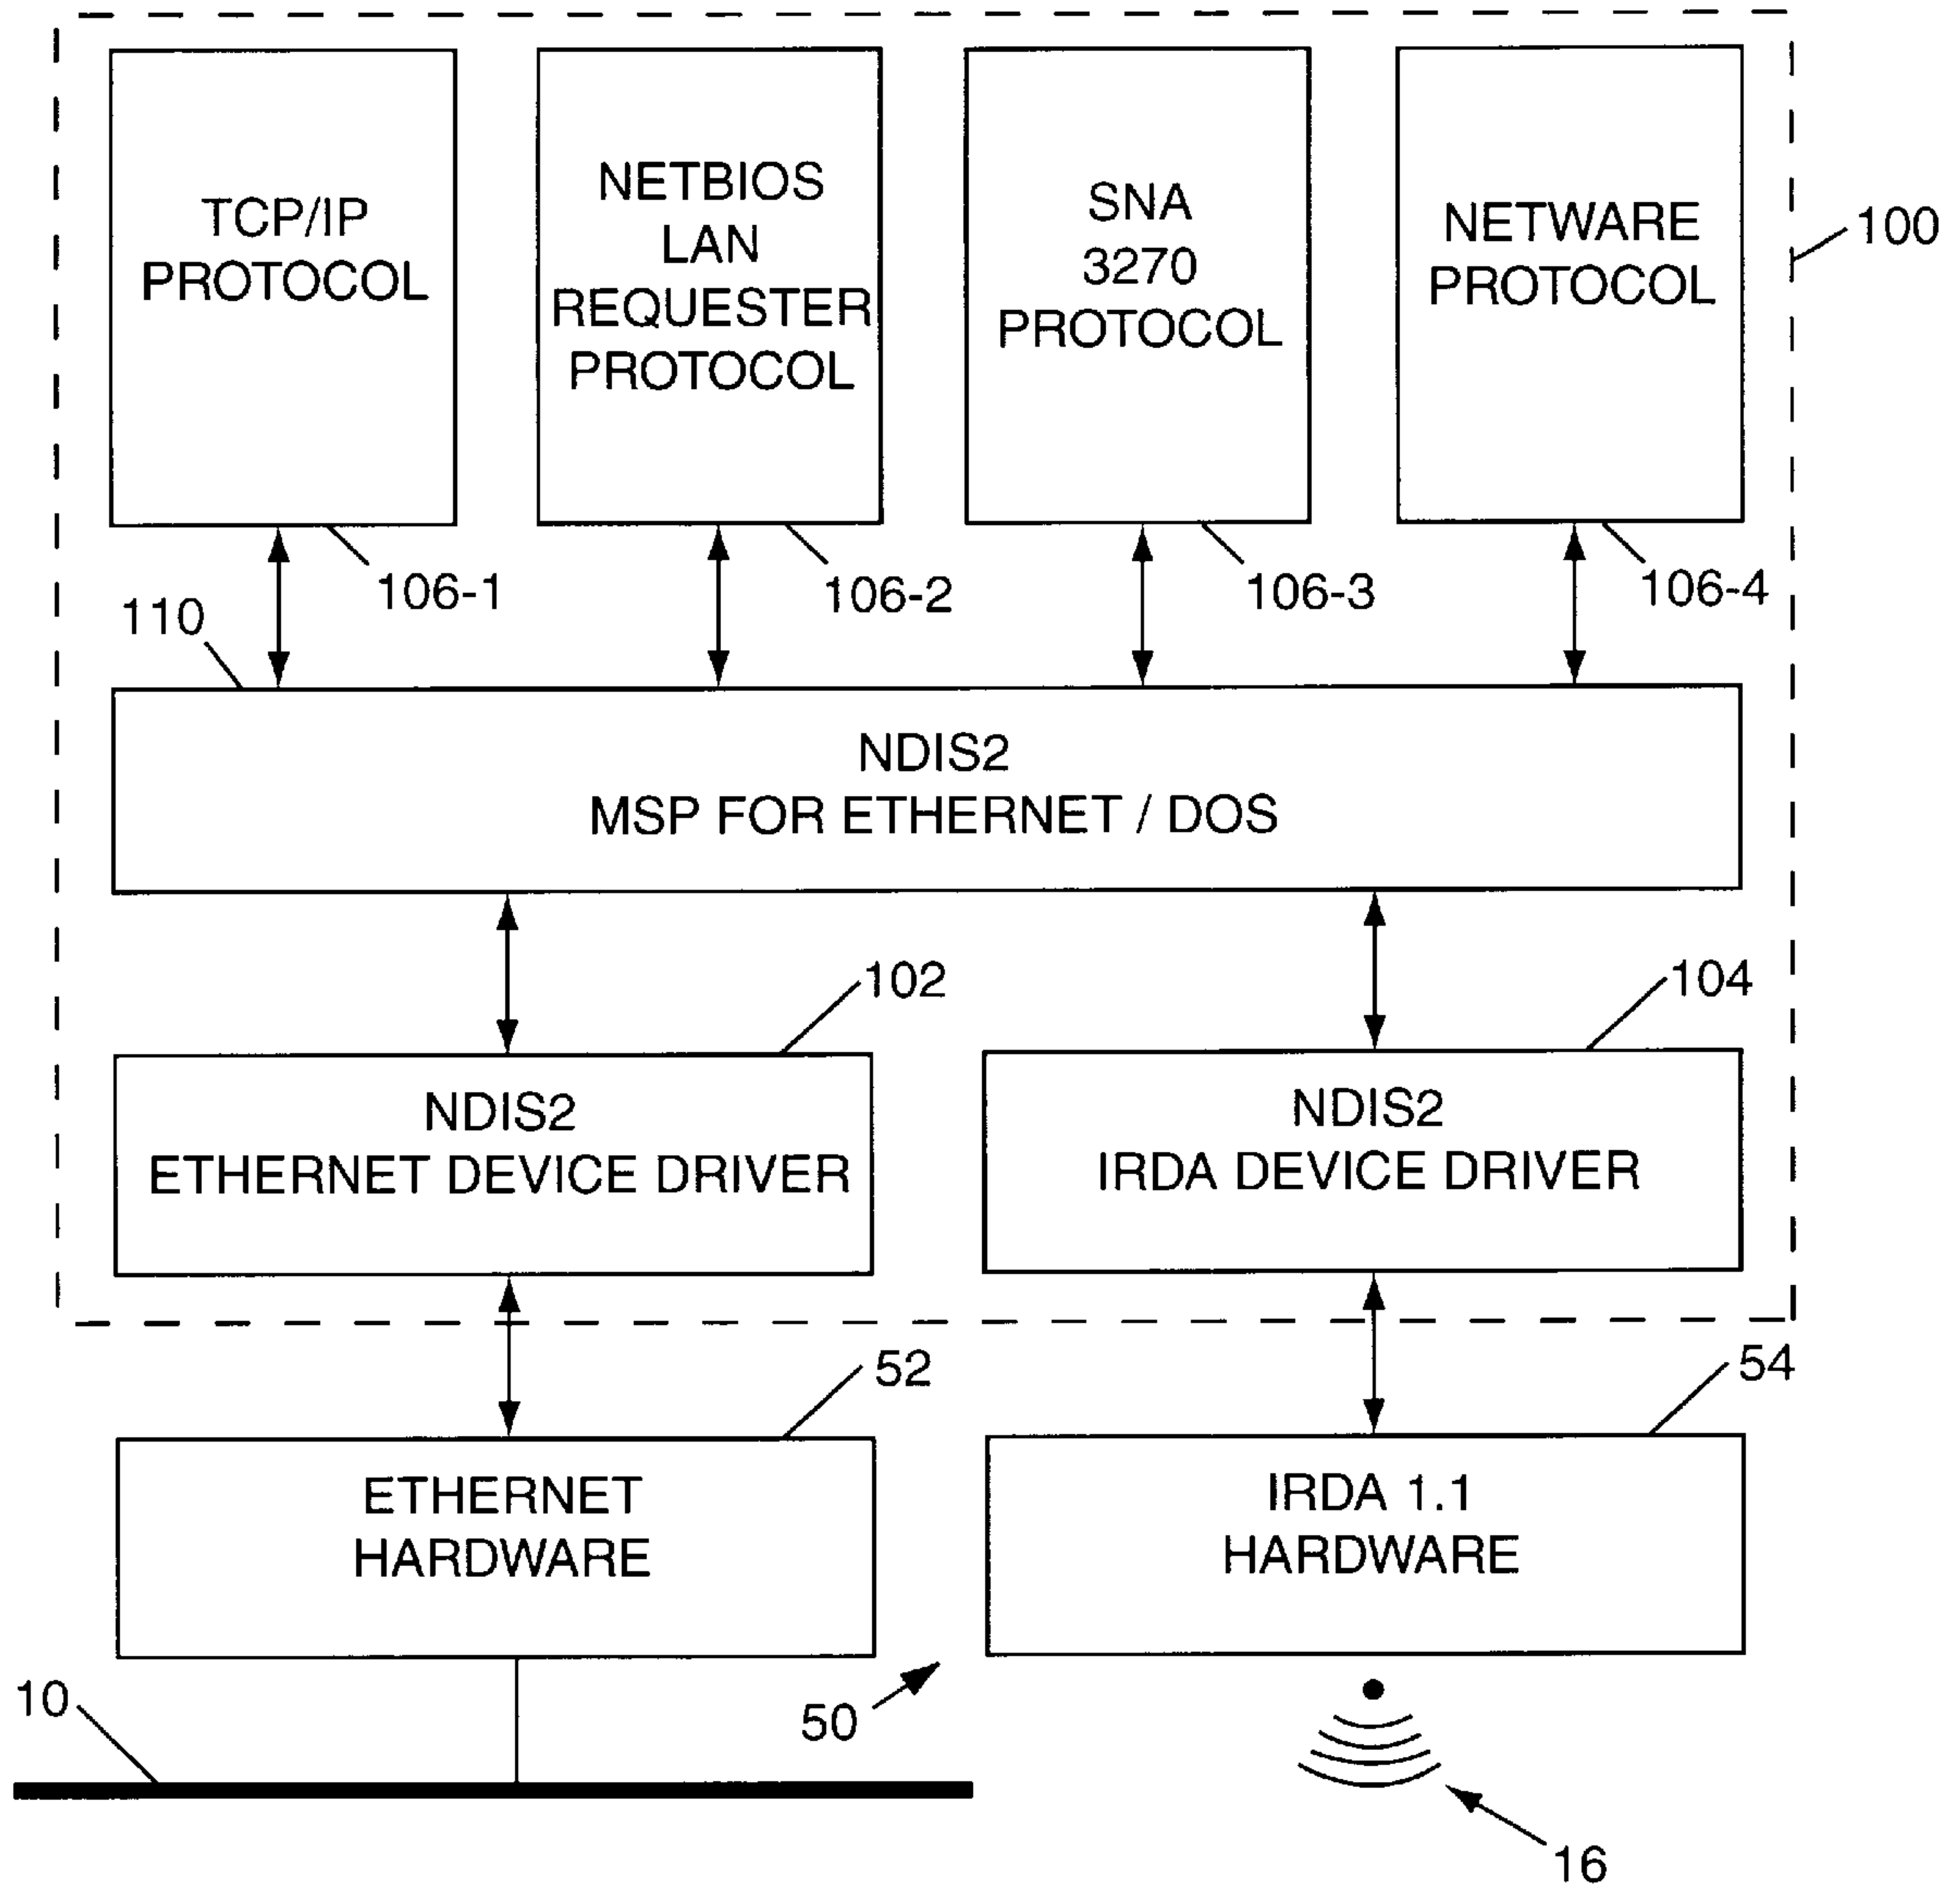 TCP/IP
PROTOCOL
NETBIOS
LAN
REQUESTER
PROTOCOL
SNA
3270
PROTOCOL
NETWARE
PROTOCOL
100
106-1
106-2
106-3
106-4
110
NDIS2
MSP FOR ETHERNET / DOS
102
104
NDIS2
ETHERNET DEVICE DRIVER
NDIS2
IRDA DEVICE DRIVER
52
54
ETHERNET
HARDWARE
IRDA 1.1
HARDWARE
10
50
16